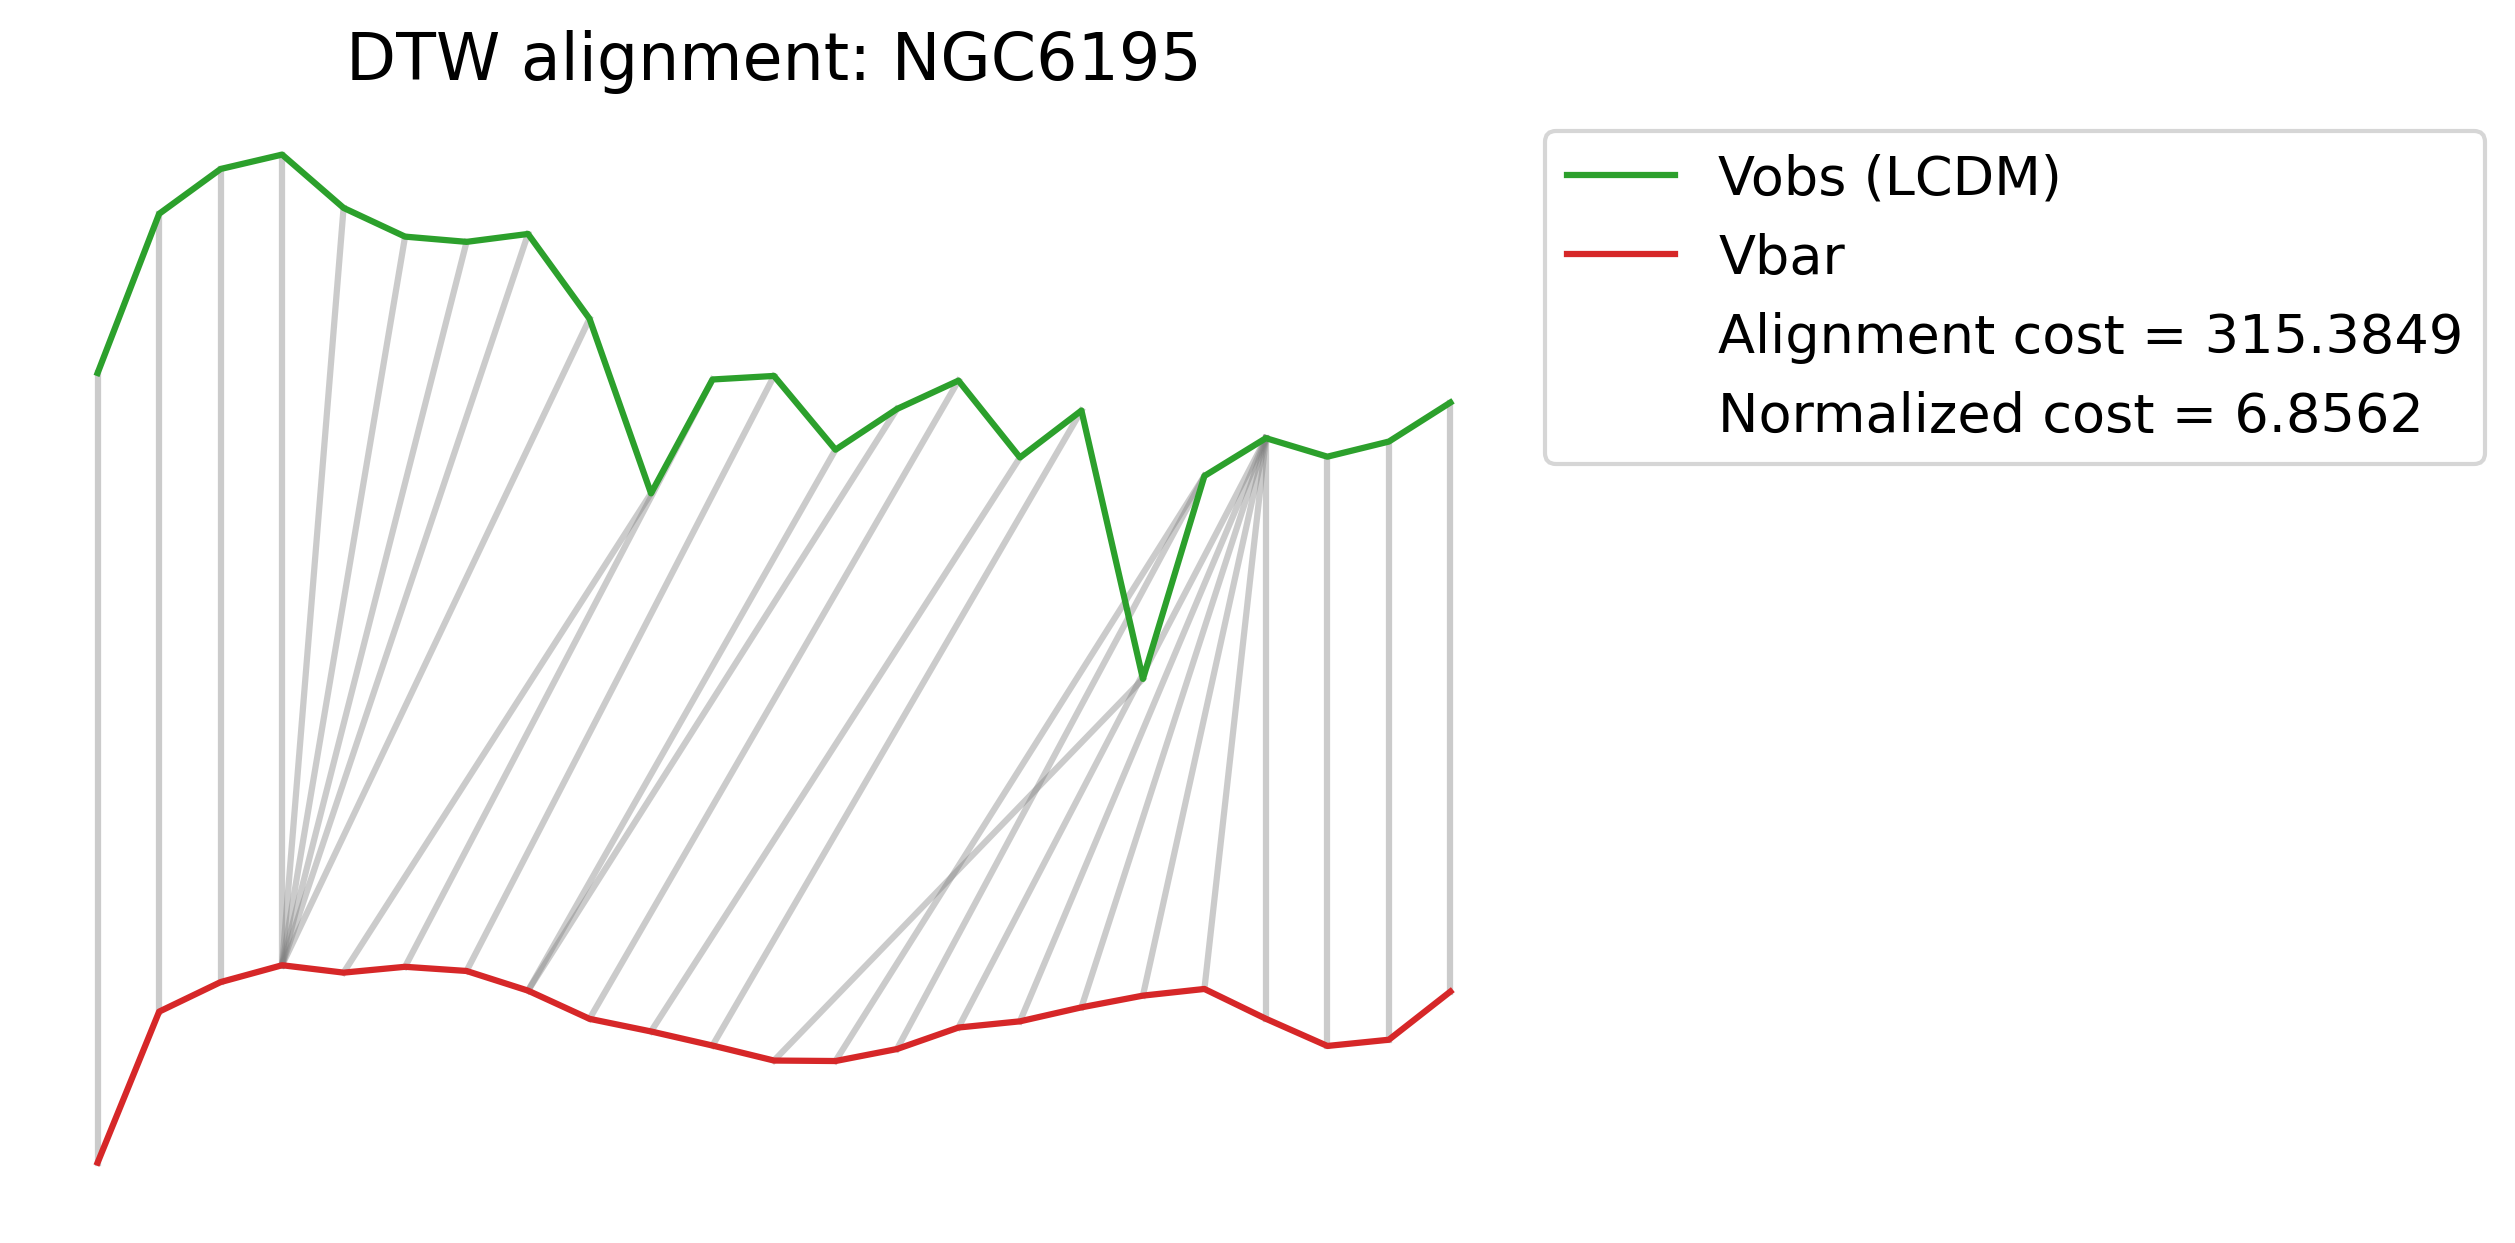 DTW alignment: NGC6195
Vobs (LCDM)
Vbar
Alignment cost = 315.3849
Normalized cost = 6.8562